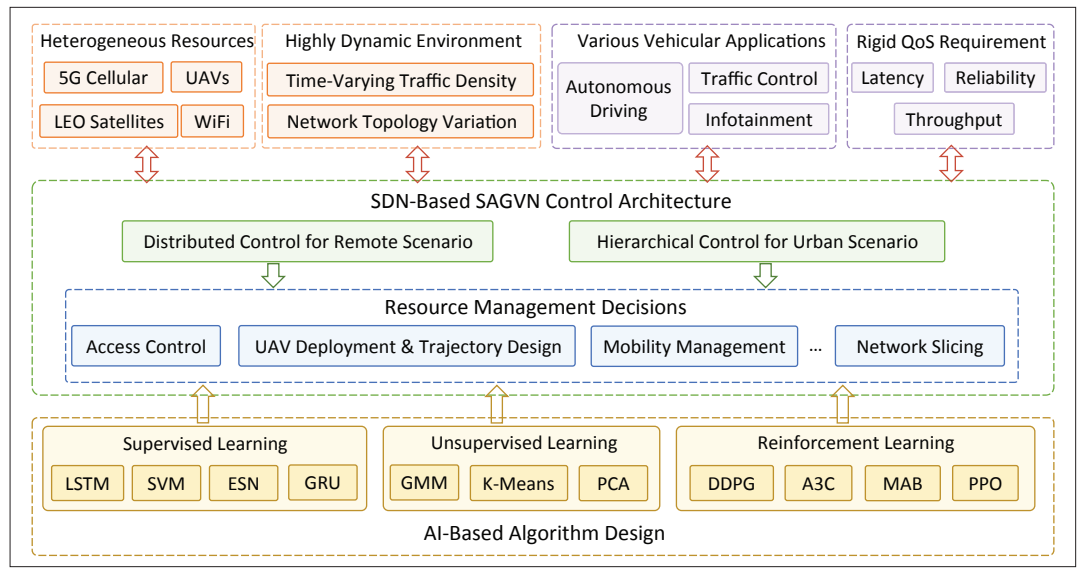 Heterogeneous Resources
5G Cellular
UAVs
LEO Satellites
WiFi
Highly Dynamic Environment
Time-Varying Traffic Density
Network Topology Variation
Various Vehicular Applications
Autonomous
Driving
Traffic Control
Infotainment
Rigid QoS Requirement
Latency
Reliability
Throughput
SDN-Based SAGVN Control Architecture
Distributed Control for Remote Scenario
Hierarchical Control for Urban Scenario
Resource Management Decisions
Access Control
UAV Deployment & Trajectory Design
Mobility Management
...
Network Slicing
Supervised Learning
LSTM
SVM
ESN
GRU
Unsupervised Learning
GMM
K-Means
PCA
Reinforcement Learning
DDPG
A3C
MAB
PPO
AI-Based Algorithm Design